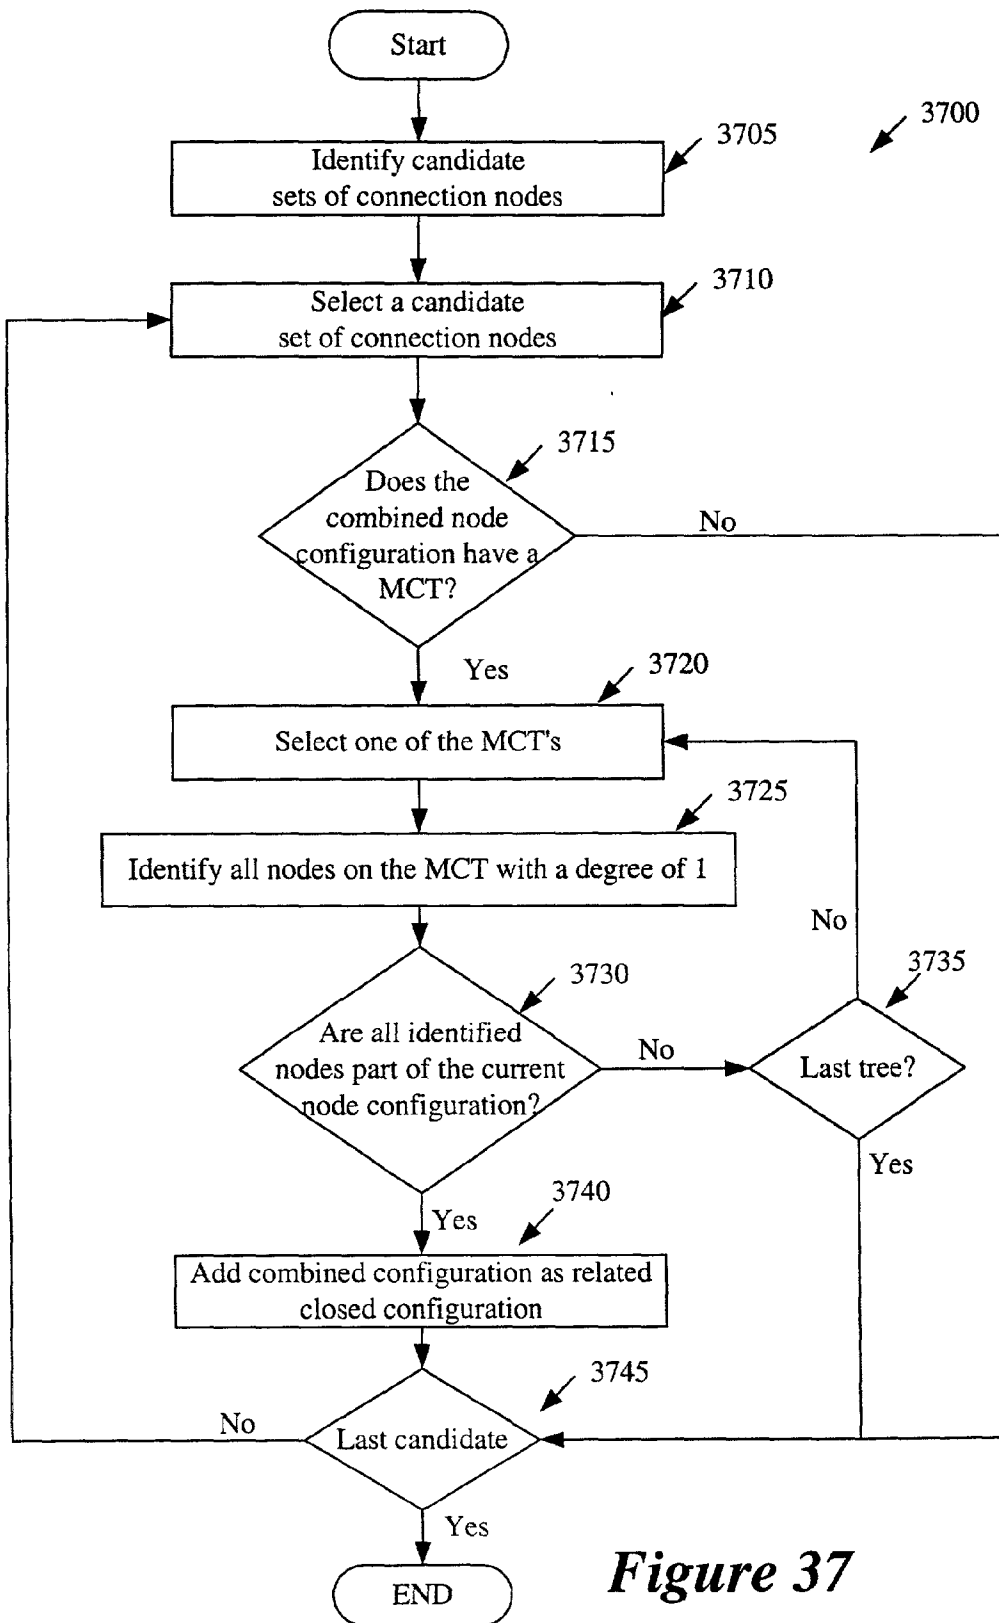 Start
3700
3705
Identify candidate
sets of connection nodes
3710
Select a candidate
set of connection nodes
3715
Does the
combined node
configuration have a
MCT?
No
Yes
3720
Select one of the MCT's
3725
Identify all nodes on the MCT with a degree of 1
No
3730
3735
Are all identified
nodes part of the current
node configuration?
No
Last tree?
Yes
Yes
3740
Add combined configuration as related
closed configuration
3745
No
Last candidate
Yes
END
Figure 37